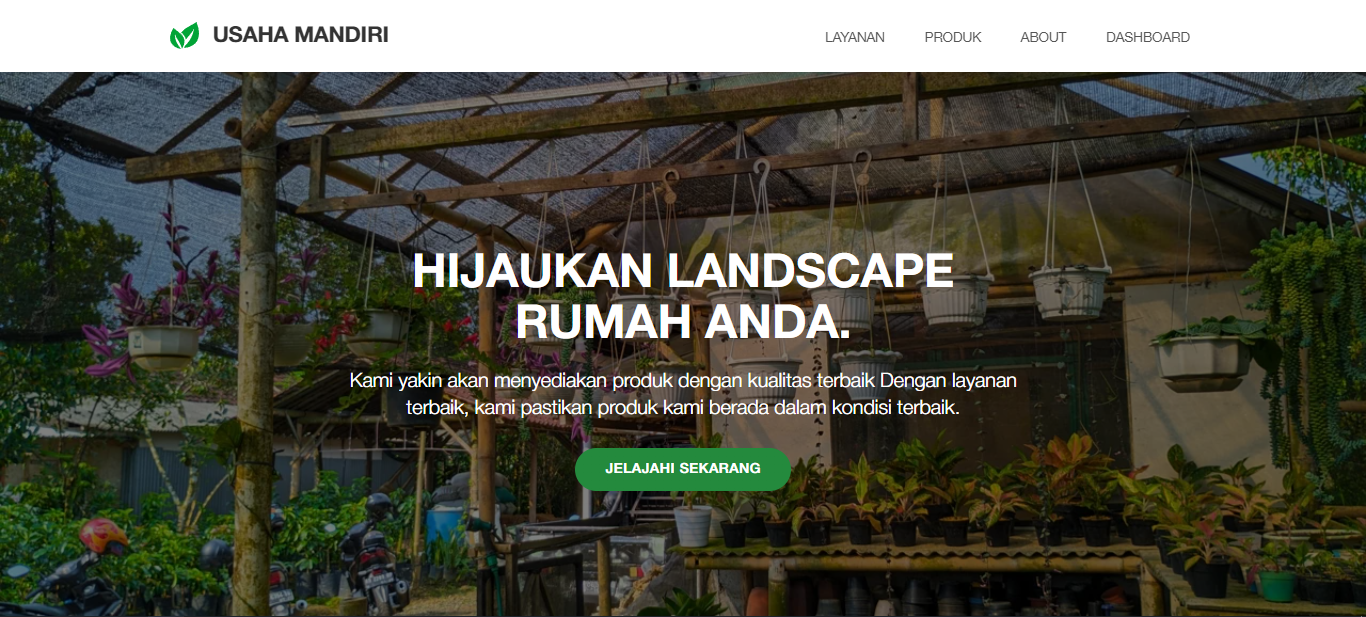 USAHA MANDIRI
LAYANAN PRODUK ABOUT DASHBOARD
HIJAUKAN LANDSCAPE
RUMAH ANDA.
Kami yakin akan menyediakan produk dengan kualitas terbaik Dengan layanan
terbaik, kami pastikan produk kami berada dalam kondisi terbaik.
JELAJAHI SEKARANG